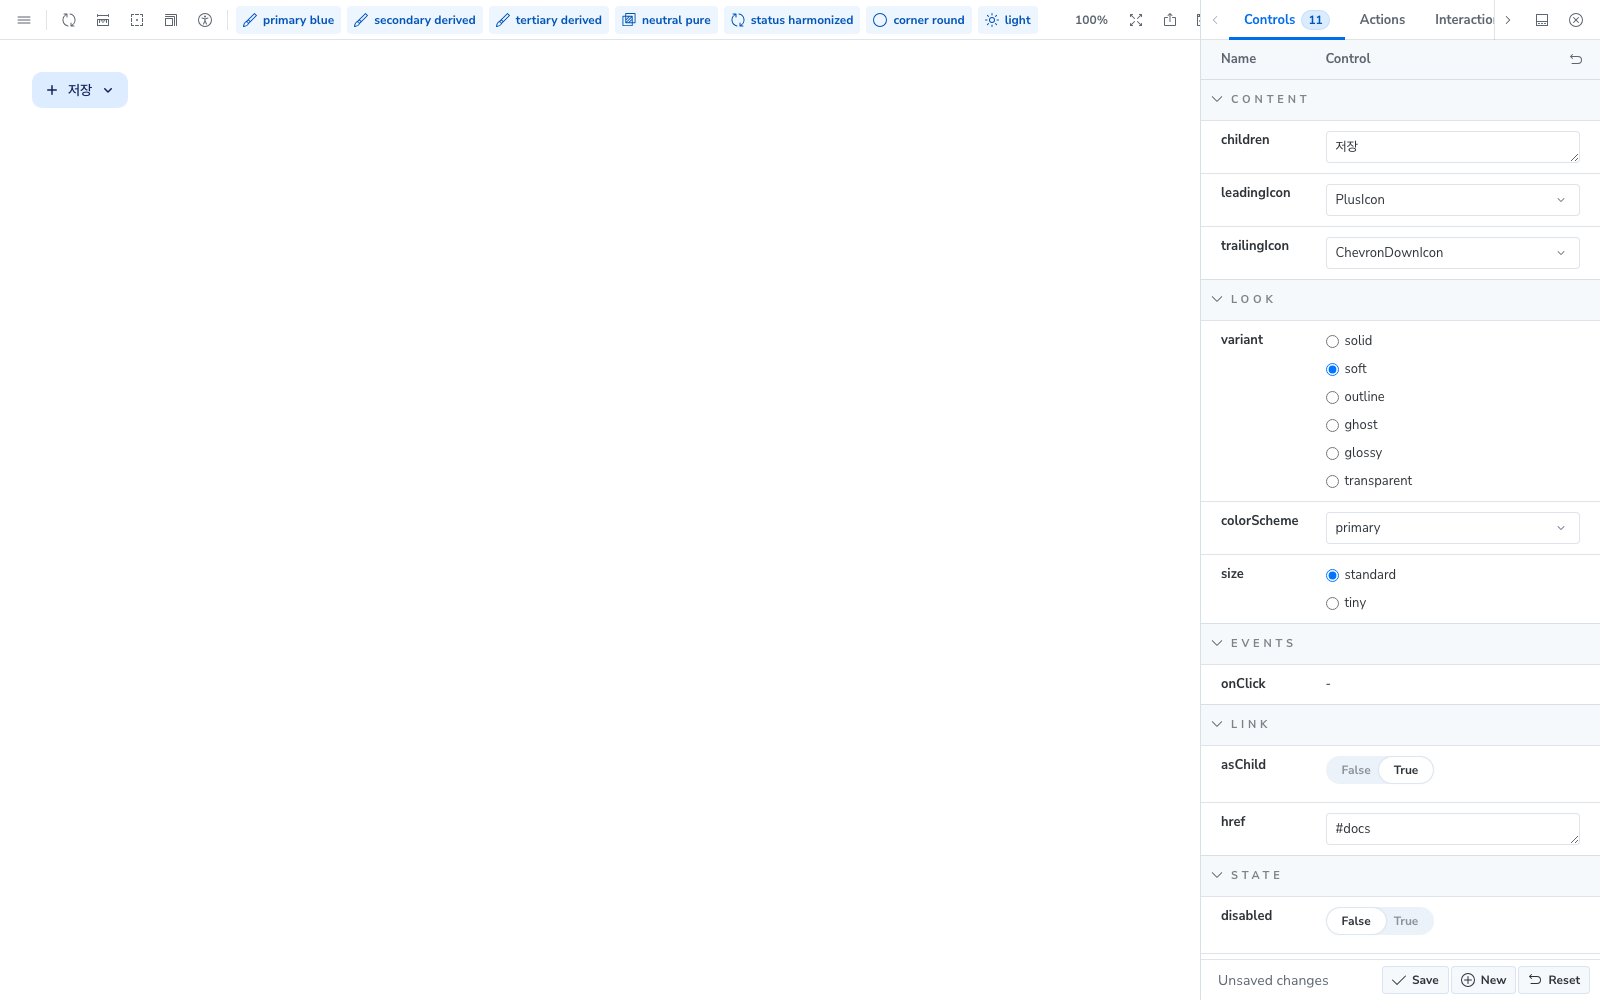 primary blue
secondary derived
tertiary derived
neutral pure
status harmonized
corner round
light
100%
Controls 11
Actions
Interaction
저장
Name Control
CONTENT
children 저장
leadingIcon PlusIcon
trailingIcon ChevronDownIcon
LOOK
variant solid
soft
outline
ghost
glossy
transparent
colorScheme primary
size standard
tiny
EVENTS
onClick -
LINK
asChild False True
href #docs
STATE
disabled False True
Unsaved changes Save New Reset